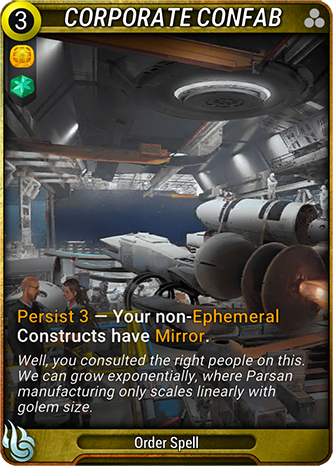 3
CORPORATE CONFAB
Persist 3 — Your non-Ephemeral
Constructs have Mirror.
Well, you consulted the right people on this.
We can grow exponentially, where Parsan
manufacturing only scales linearly with
golem size.
Order Spell